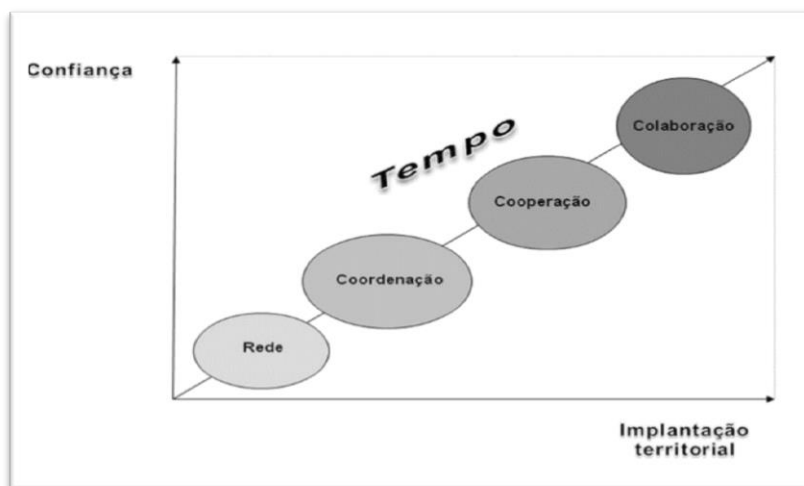 Confiança
Tempo
Colaboração
Cooperação
Coordenação
Rede
Implantação
territorial